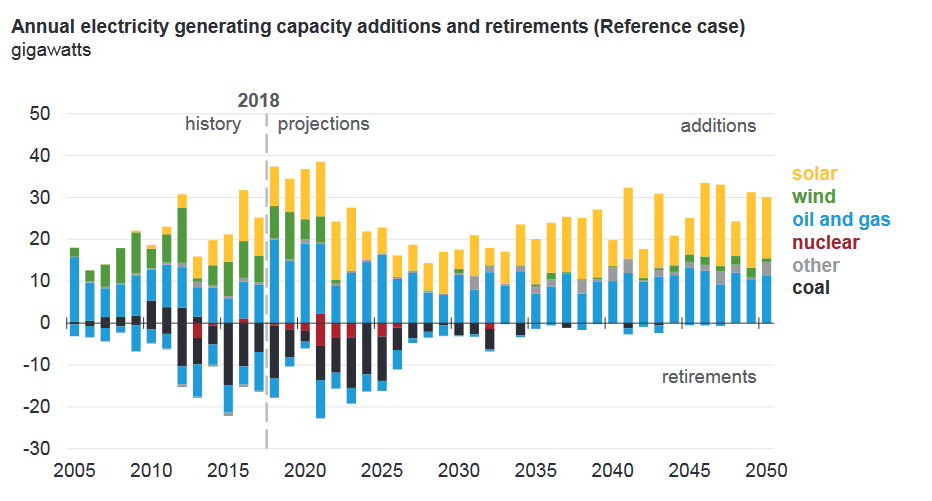 Annual electricity generating capacity additions and retirements (Reference case)
gigawatts
2018
history projections additions
50
40
30
20
10
0
-10
-20
-30
solar
wind
oil and gas
nuclear
other
coal
retirements
2005 2010 2015 2020 2025 2030 2035 2040 2045 2050